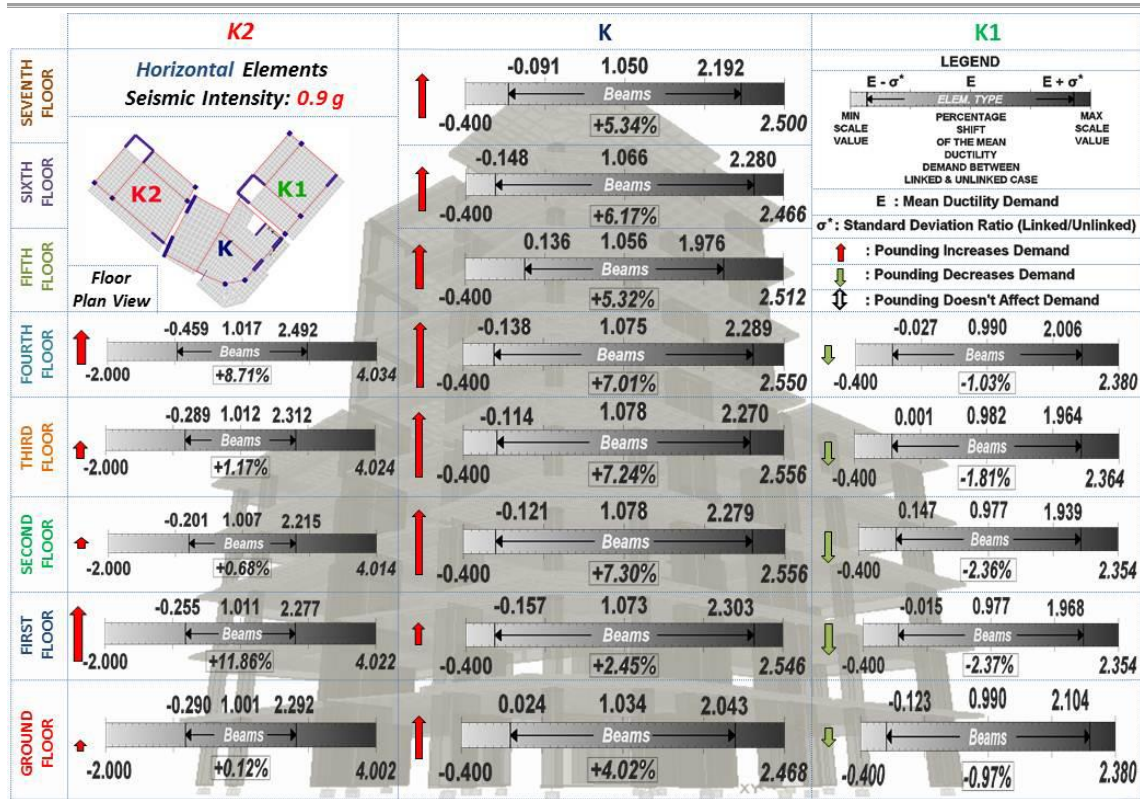 K2 K K1
SEVENTH FLOOR
Horizontal Elements
Seismic Intensity: 0.9 g
-0.091 1.050 2.192
Beams
-0.400 +5.34% 2.500
LEGEND
E - σ* E E + σ*
ELEM. TYPE
MIN SCALE VALUE
PERCENTAGE SHIFT OF THE MEAN DUCTILITY DEMAND BETWEEN LINKED & UNLINKED CASE
MAX SCALE VALUE
E : Mean Ductility Demand
σ* : Standard Deviation Ratio (Linked/Unlinked)
: Pounding Increases Demand
: Pounding Decreases Demand
: Pounding Doesn't Affect Demand
K2
K1
K
Floor
Plan View
SIXTH FLOOR
-0.148 1.066 2.280
Beams
-0.400 +6.17% 2.466
FIFTH FLOOR
0.136 1.056 1.976
Beams
-0.400 +5.32% 2.512
FOURTH FLOOR
-0.459 1.017 2.492
Beams
-2.000 +8.71% 4.034
-0.138 1.075 2.289
Beams
-0.400 +7.01% 2.550
-0.027 0.990 2.006
Beams
-0.400 -1.03% 2.380
THIRD FLOOR
-0.289 1.012 2.312
Beams
-2.000 +1.17% 4.024
-0.114 1.078 2.270
Beams
-0.400 +7.24% 2.556
0.001 0.982 1.964
Beams
-0.400 -1.81% 2.364
SECOND FLOOR
-0.201 1.007 2.215
Beams
-2.000 +0.68% 4.014
-0.121 1.078 2.279
Beams
-0.400 +7.30% 2.556
0.147 0.977 1.939
Beams
-0.400 -2.36% 2.354
FIRST FLOOR
-0.255 1.011 2.277
Beams
-2.000 +11.86% 4.022
-0.157 1.073 2.303
Beams
-0.400 +2.45% 2.546
-0.015 0.977 1.968
Beams
-0.400 -2.37% 2.354
GROUND FLOOR
-0.290 1.001 2.292
Beams
-2.000 +0.12% 4.002
0.024 1.034 2.043
Beams
-0.400 +4.02% 2.468
-0.123 0.990 2.104
Beams
-0.400 -0.97% 2.380
XY